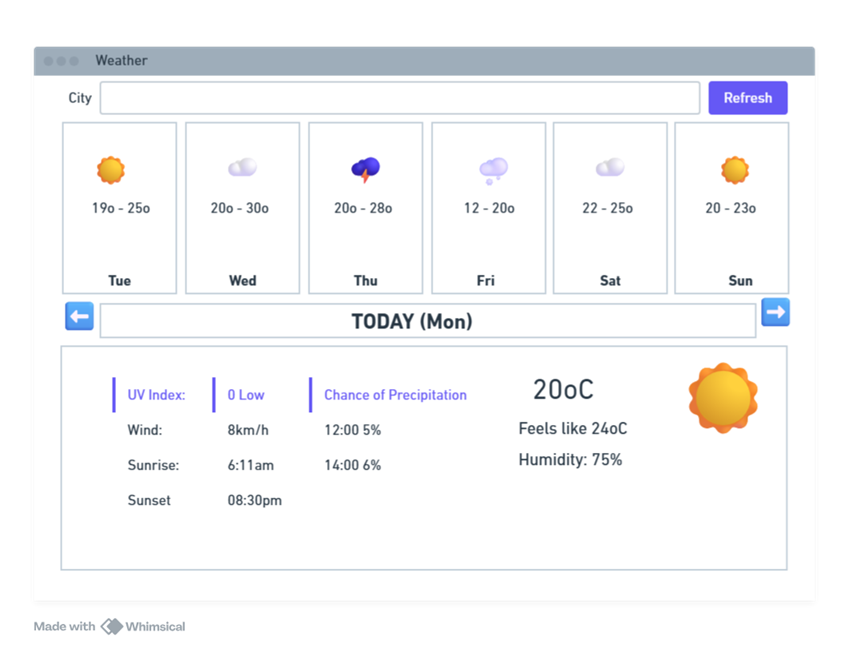 Weather
City
Refresh
19o - 25o
20o - 30o
20o - 28o
12 - 20o
22 - 25o
20 - 23o
Tue
Wed
Thu
Fri
Sat
Sun
TODAY (Mon)
UV Index: 0 Low Chance of Precipitation
Wind: 8km/h 12:00 5%
Sunrise: 6:11am 14:00 6%
Sunset 08:30pm
20oC
Feels like 24oC
Humidity: 75%
Made with Whimsical